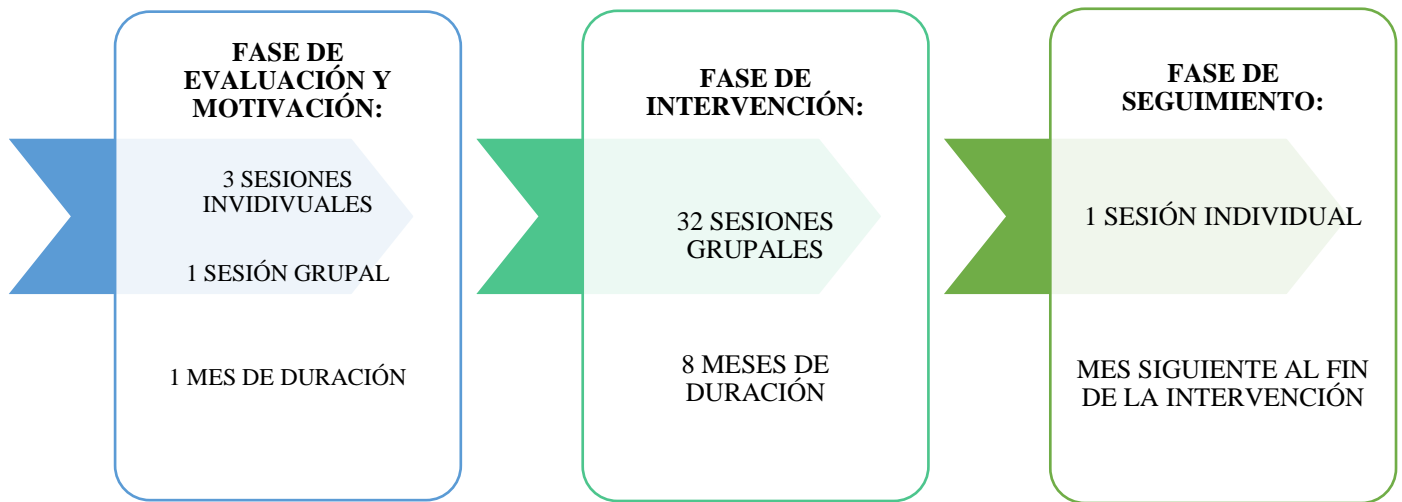 FASE DE
EVALUACIÓN Y
MOTIVACIÓN:
3 SESIONES
INVIDIVUALES
1 SESIÓN GRUPAL
1 MES DE DURACIÓN
FASE DE
INTERVENCIÓN:
32 SESIONES
GRUPALES
8 MESES DE
DURACIÓN
FASE DE
SEGUIMIENTO:
1 SESIÓN INDIVIDUAL
MES SIGUIENTE AL FIN
DE LA INTERVENCIÓN